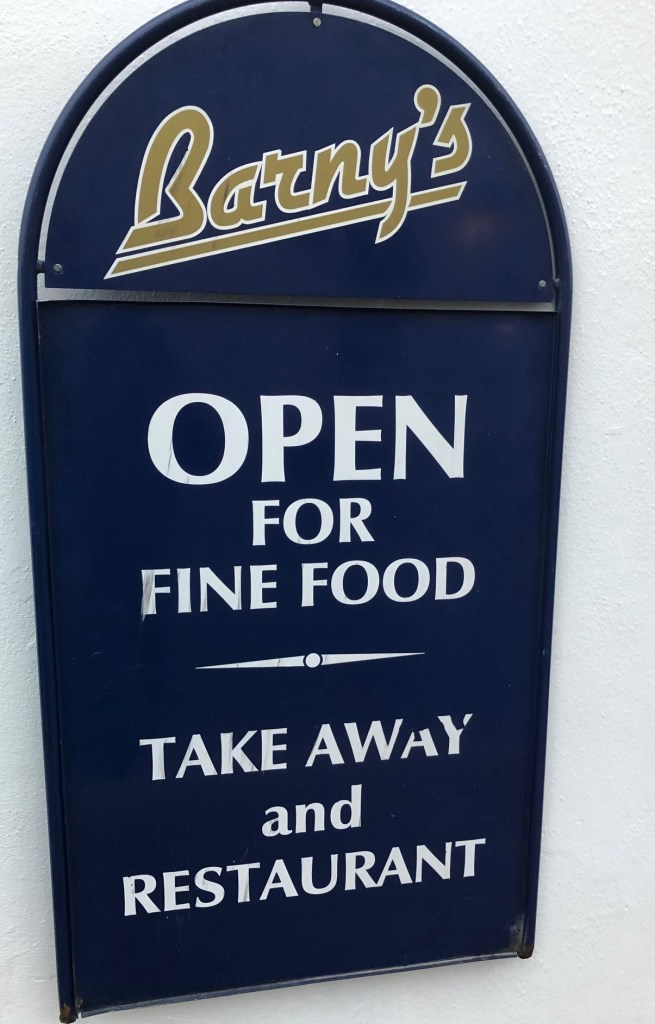 Barny's
OPEN
FOR
FINE FOOD
TAKE AWAY
and
RESTAURANT